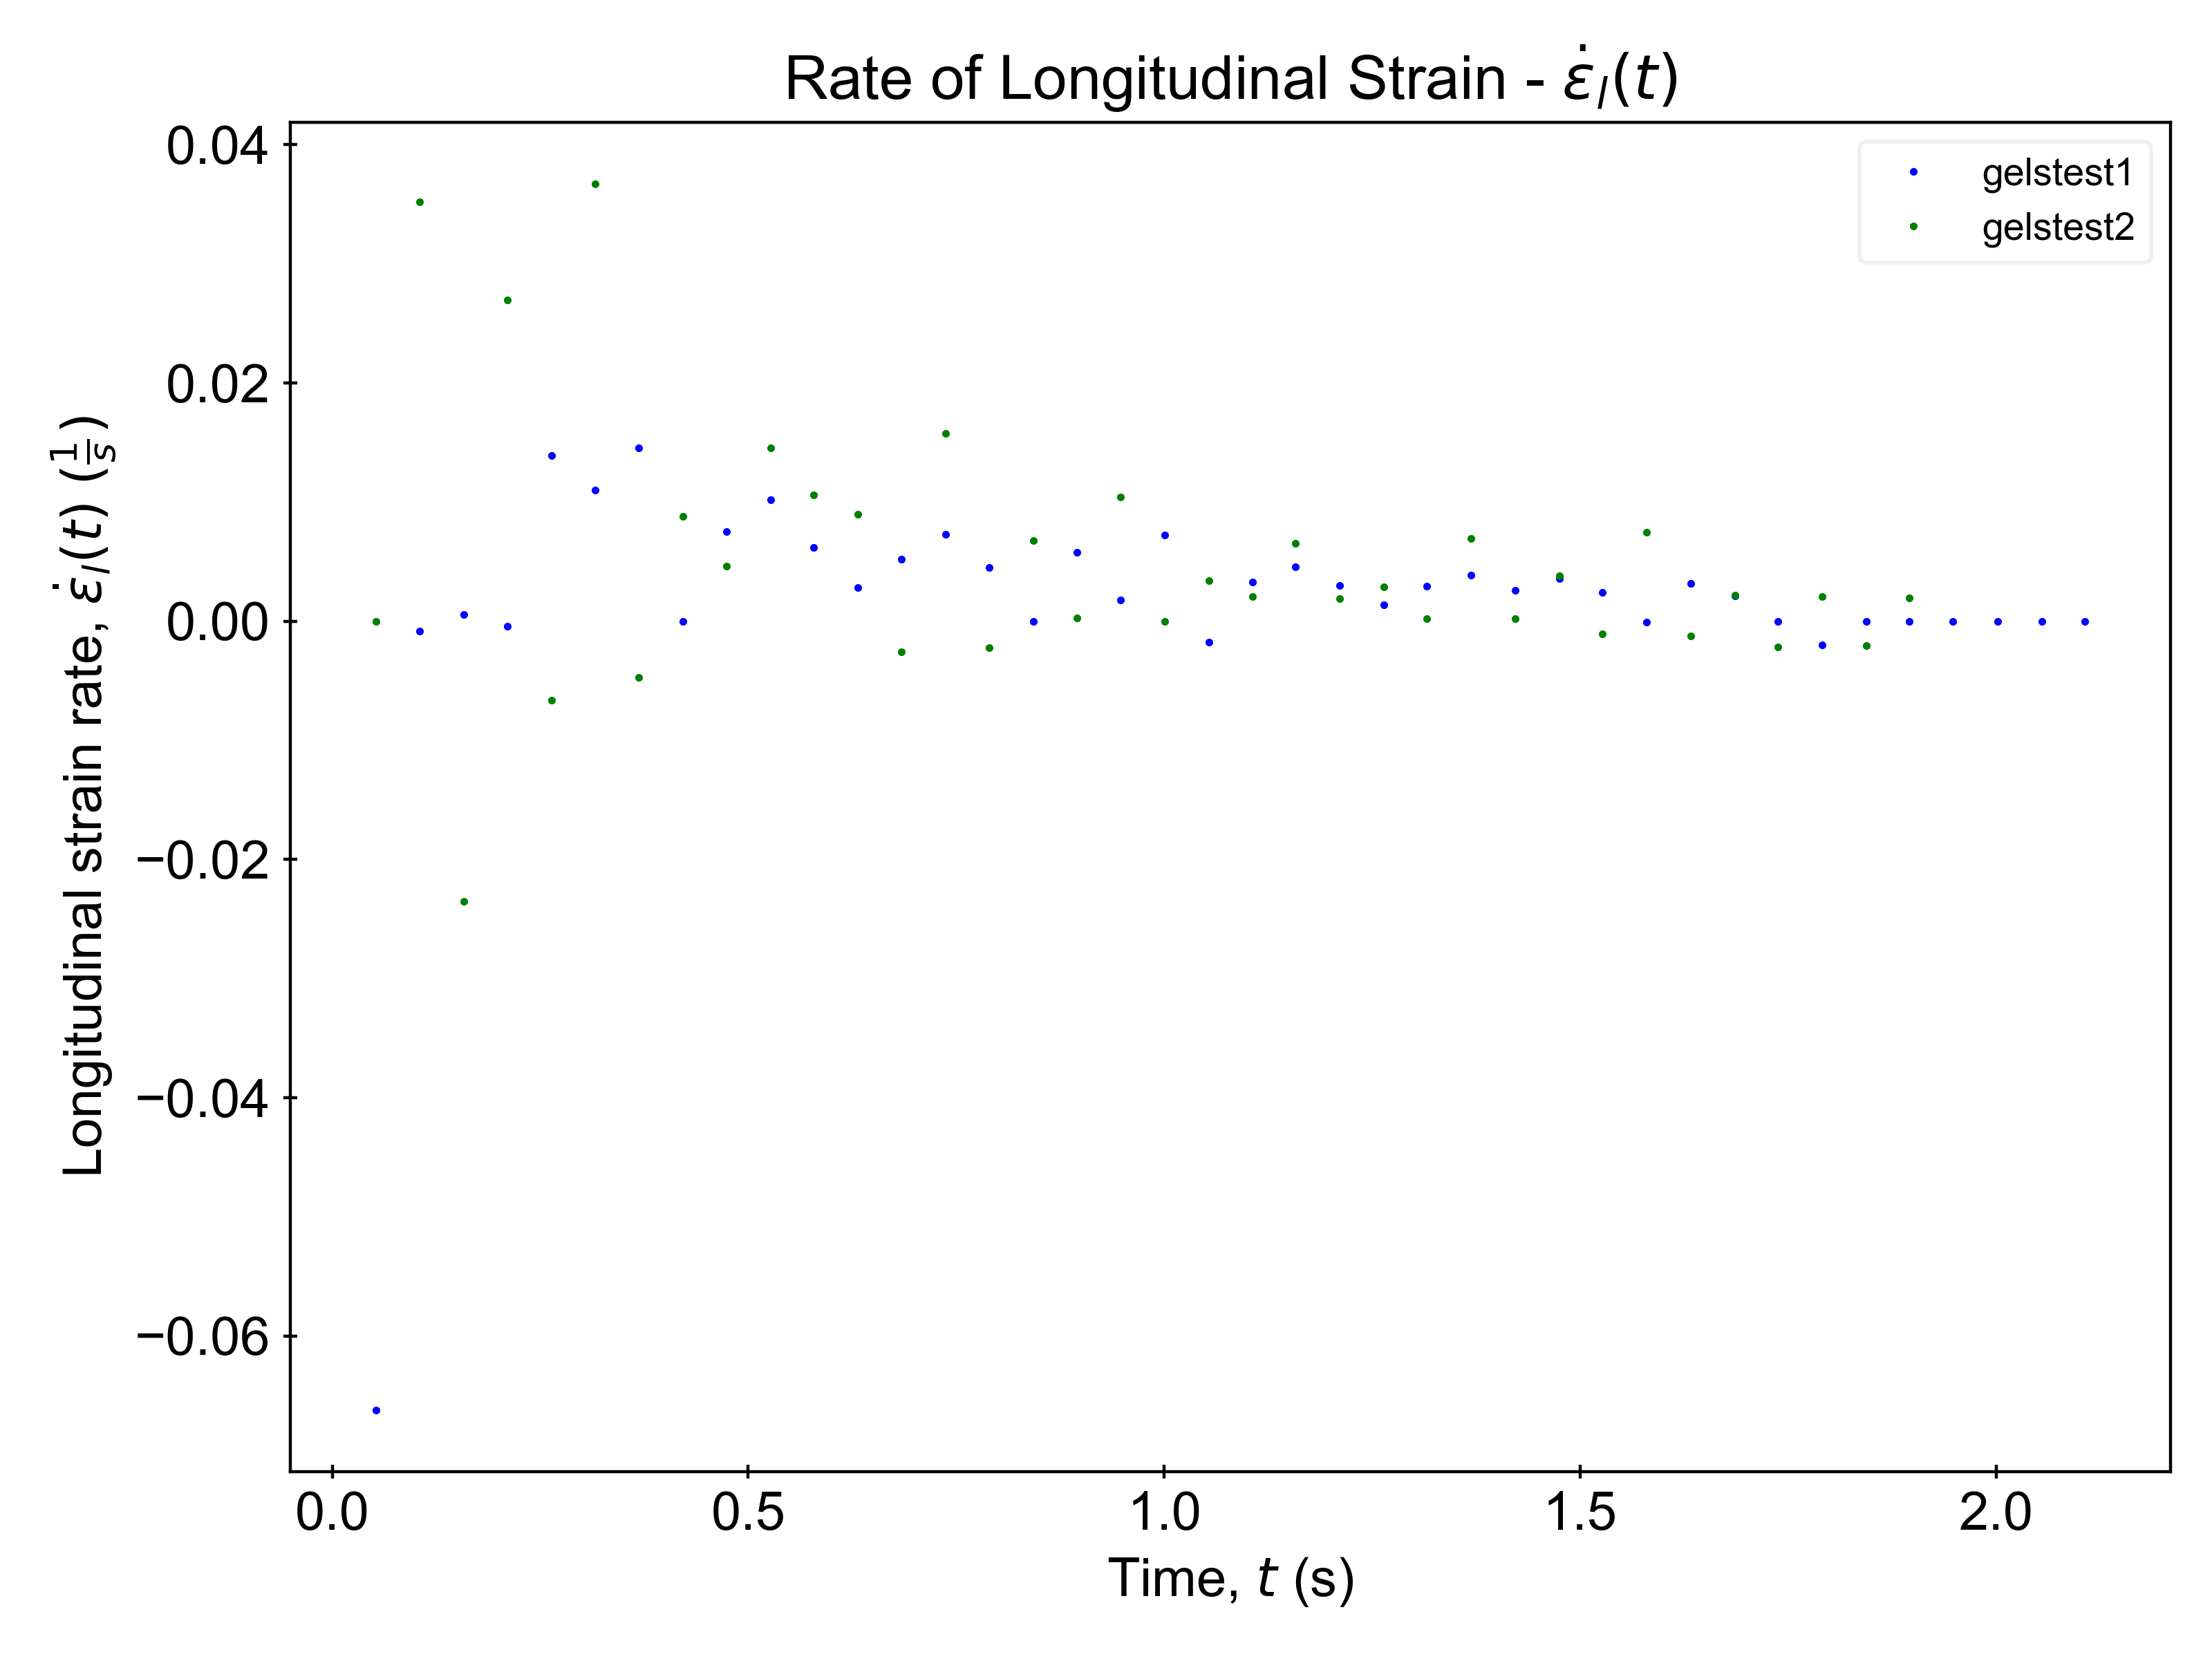 Rate of Longitudinal Strain - ε̇ₗ(t)
gelstest1
gelstest2
0.04
0.02
0.00
−0.02
−0.04
−0.06
Longitudinal strain rate, ε̇ₗ(t) (1/s)
0.0 0.5 1.0 1.5 2.0
Time, t (s)